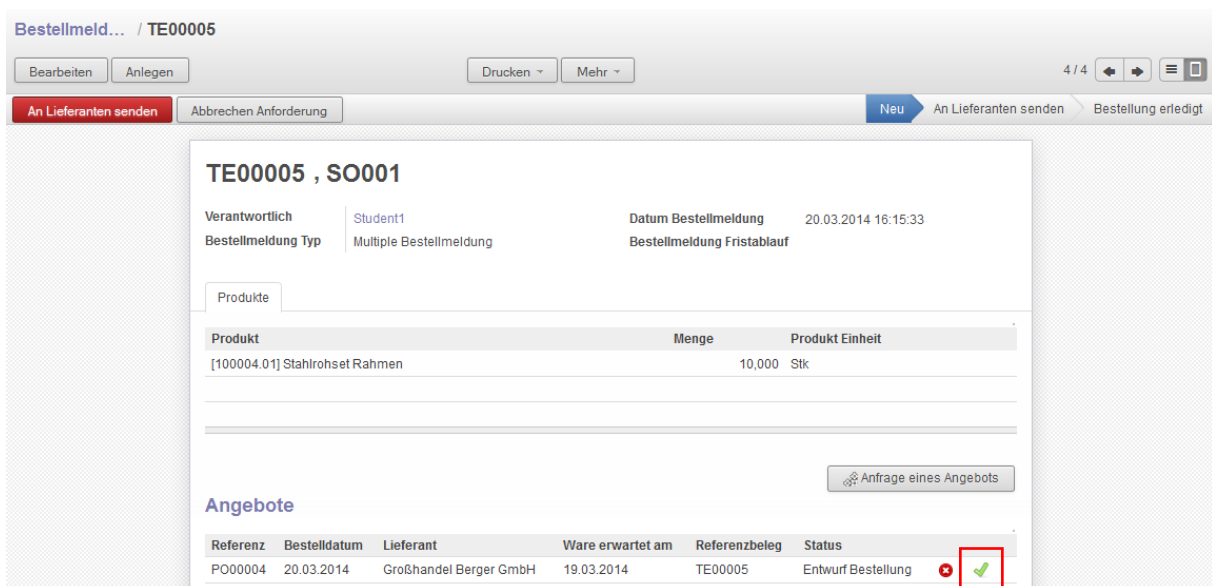 Bestellmeld... / TE00005
Bearbeiten Anlegen Drucken Mehr 4 / 4
An Lieferanten senden Abbrechen Anforderung Neu An Lieferanten senden Bestellung erledigt
TE00005 , SO001
Verantwortlich Student1 Datum Bestellmeldung 20.03.2014 16:15:33
Bestellmeldung Typ Multiple Bestellmeldung Bestellmeldung Fristablauf
Produkte
Produkt Menge Produkt Einheit
[100004.01] Stahlrohset Rahmen 10,000 Stk
Anfrage eines Angebots
Angebote
Referenz Bestelldatum Lieferant Ware erwartet am Referenzbeleg Status
PO00004 20.03.2014 Großhandel Berger GmbH 19.03.2014 TE00005 Entwurf Bestellung